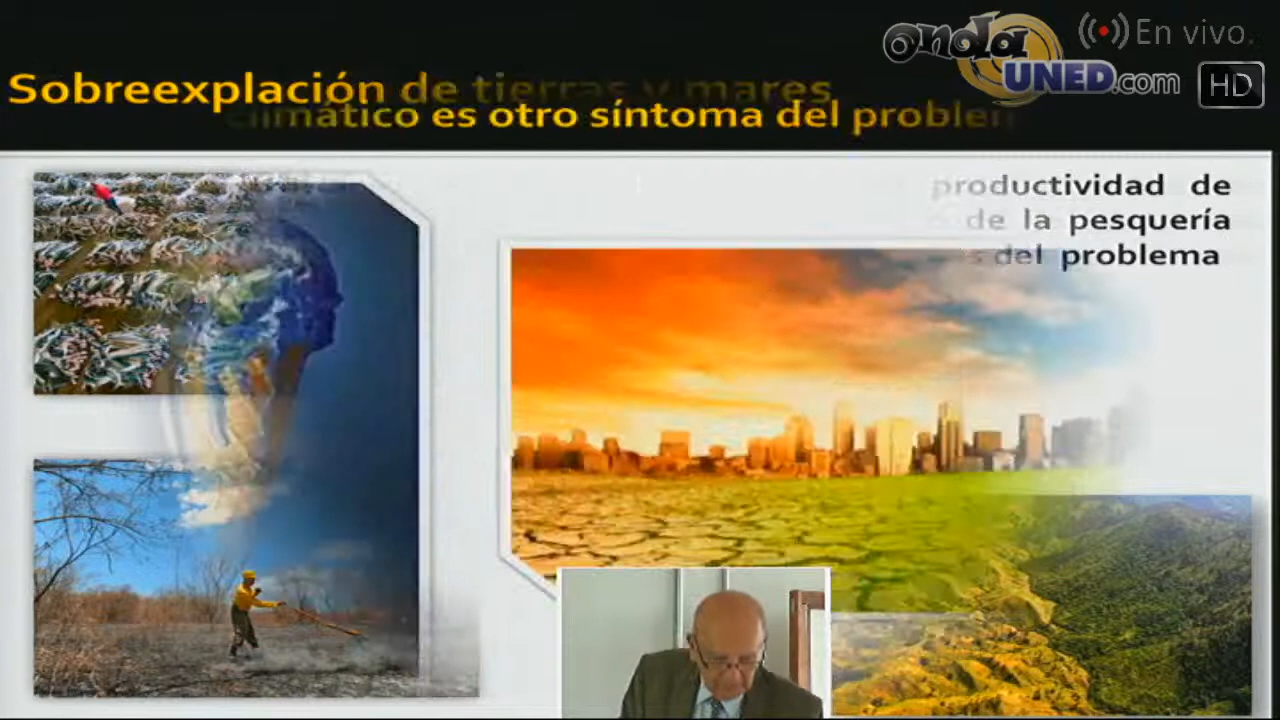 onda
UNED.com
En vivo.
HD
Sobreexplación de tierras y mares
climático es otro síntoma del problema
productividad de
de la pesquería
del problema